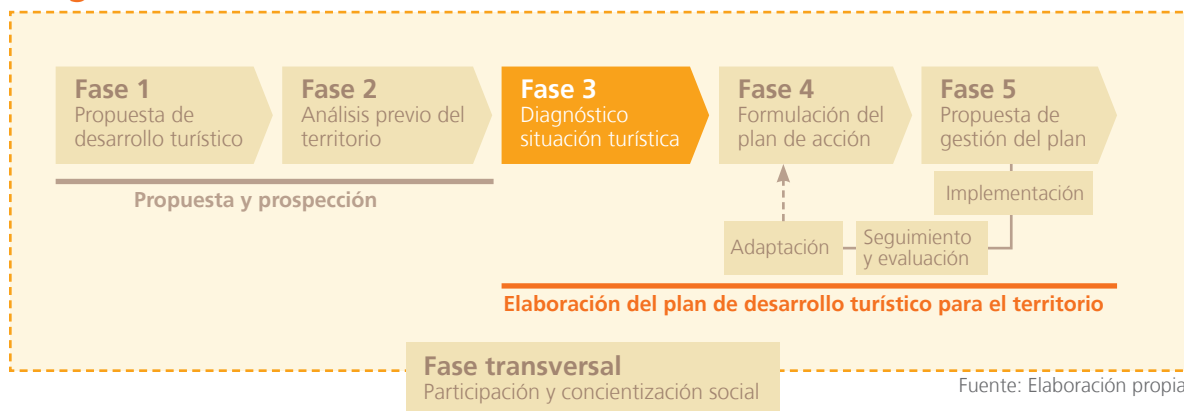 Fase 1
Propuesta de
desarrollo turístico
Fase 2
Análisis previo del
territorio
Fase 3
Diagnóstico
situación turística
Fase 4
Formulación del
plan de acción
Fase 5
Propuesta de
gestión del plan
Propuesta y prospección
Implementación
Adaptación
Seguimiento
y evaluación
Elaboración del plan de desarrollo turístico para el territorio
Fase transversal
Participación y concientización social
Fuente: Elaboración propia